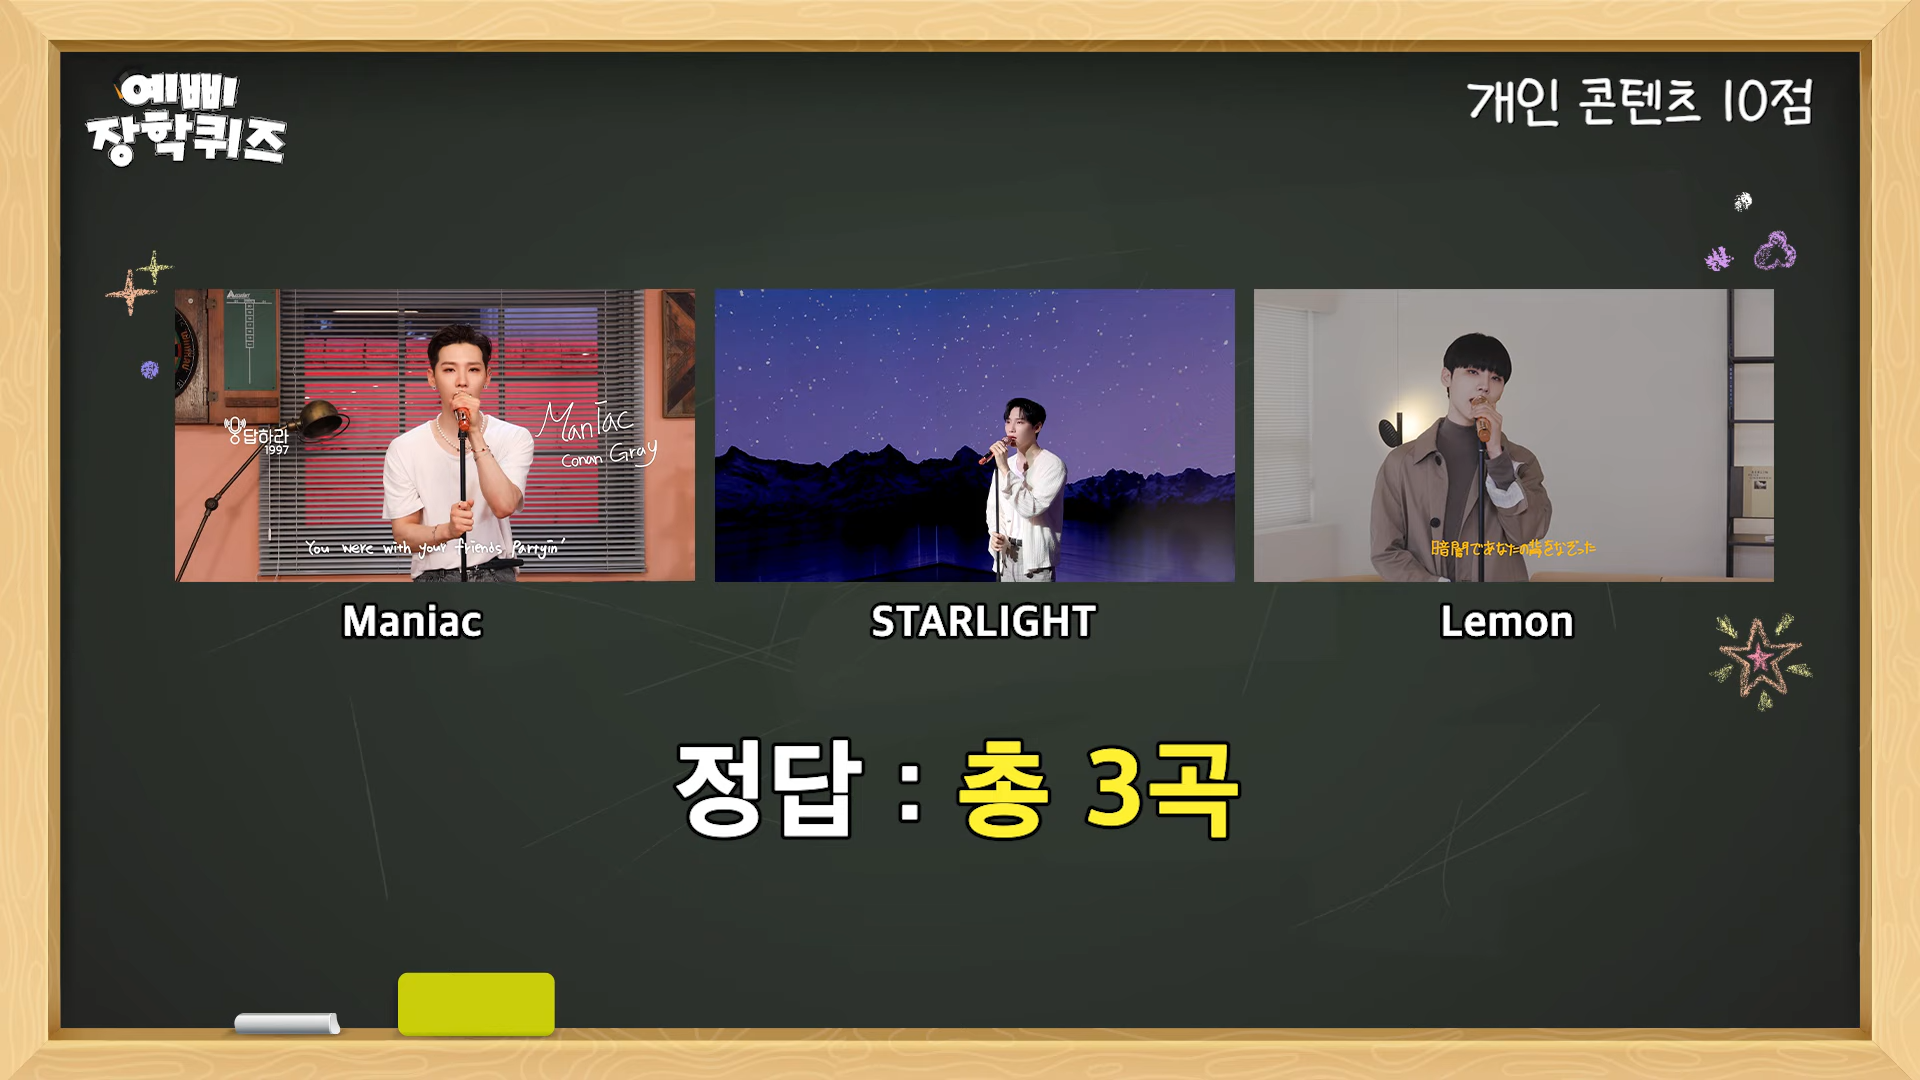 예삐
장학퀴즈
개인 콘텐츠 10점
응답하라
1997
Maniac
Conan Gray
You were with your friends Partyin'
暗闇であなたの背をなぞった
Maniac
STARLIGHT
Lemon
정답 : 총 3곡